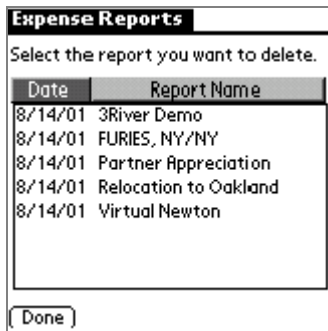 Expense Reports
Select the report you want to delete.
Date Report Name
8/14/01 3River Demo
8/14/01 FURIES, NY/NY
8/14/01 Partner Appreciation
8/14/01 Relocation to Oakland
8/14/01 Virtual Newton
Done